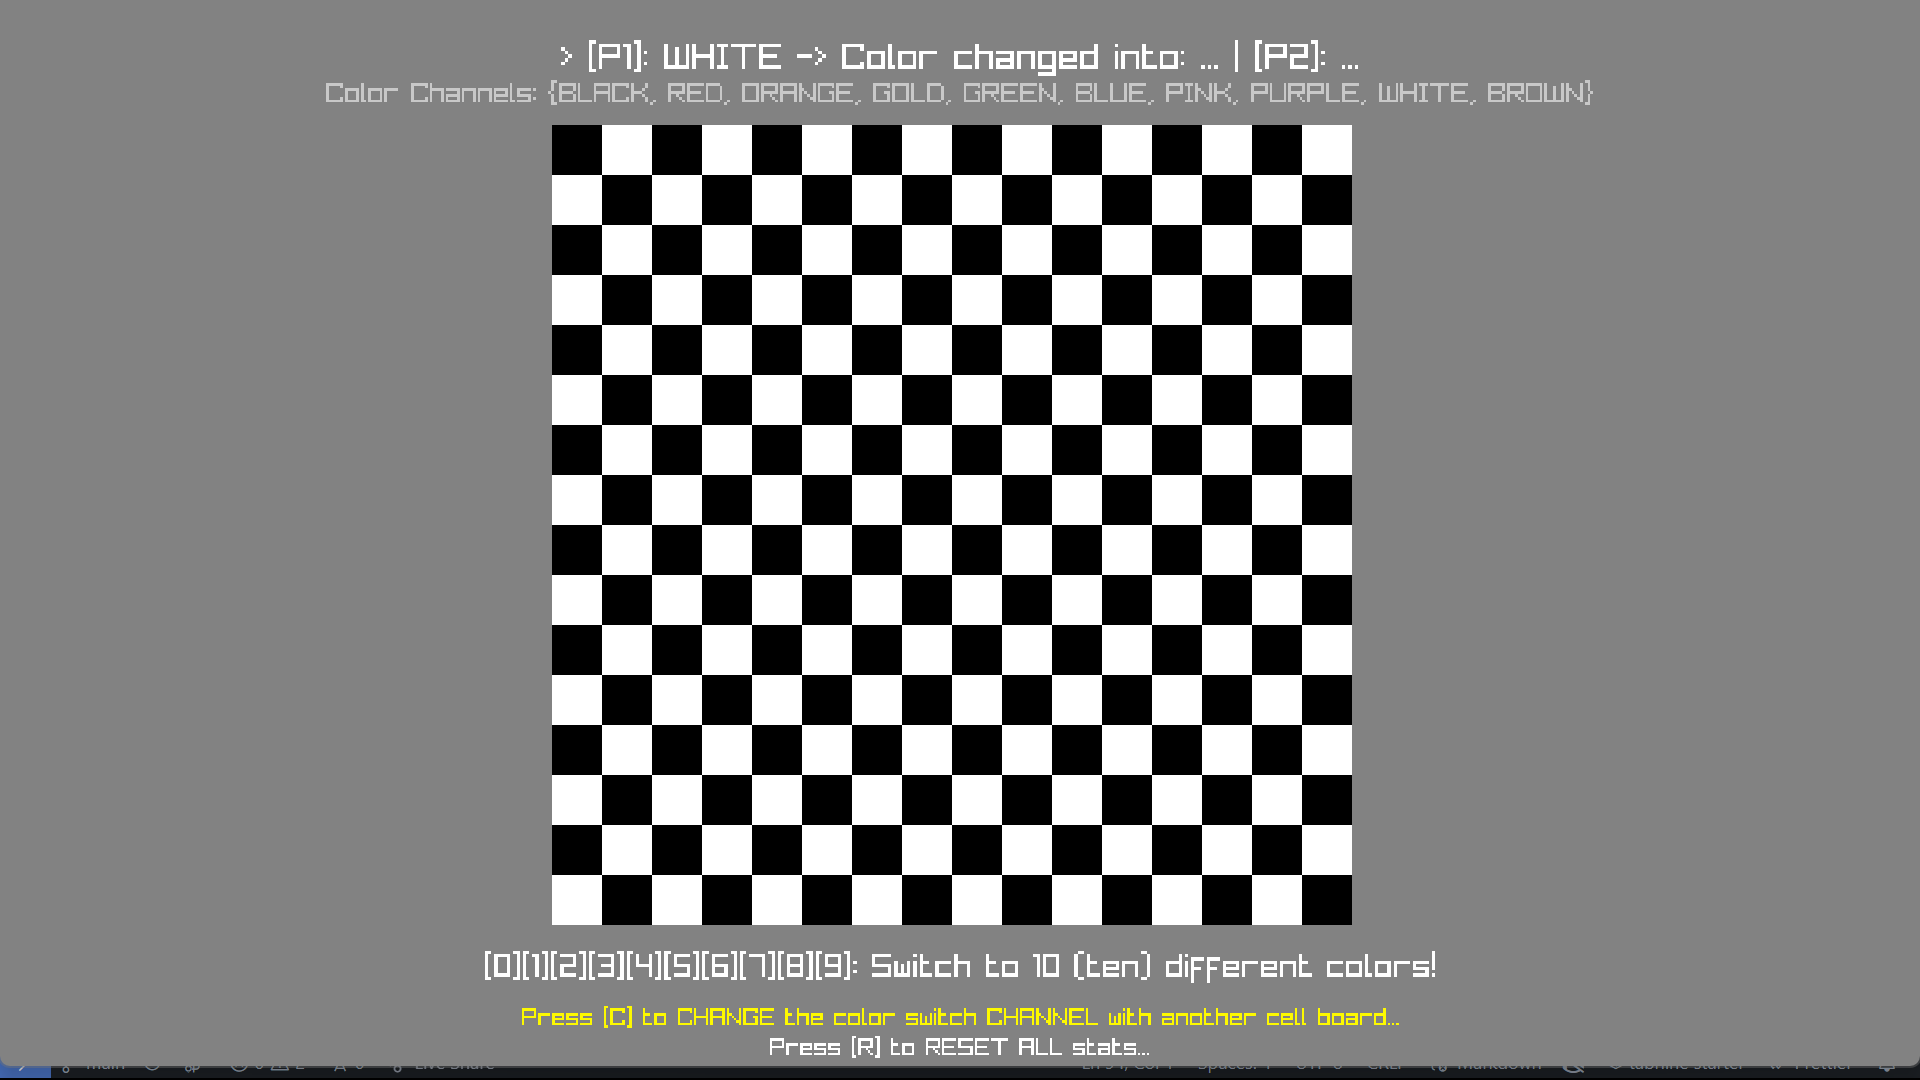 > [P1]: WHITE -> Color changed into: ... | [P2]: ...
Color Channels: {BLACK, RED, ORANGE, GOLD, GREEN, BLUE, PINK, PURPLE, WHITE, BROWN}
[0][1][2][3][4][5][6][7][8][9]: Switch to 10 (ten) different colors!
Press [C] to CHANGE the color switch CHANNEL with another cell board...
Press [R] to RESET ALL stats...